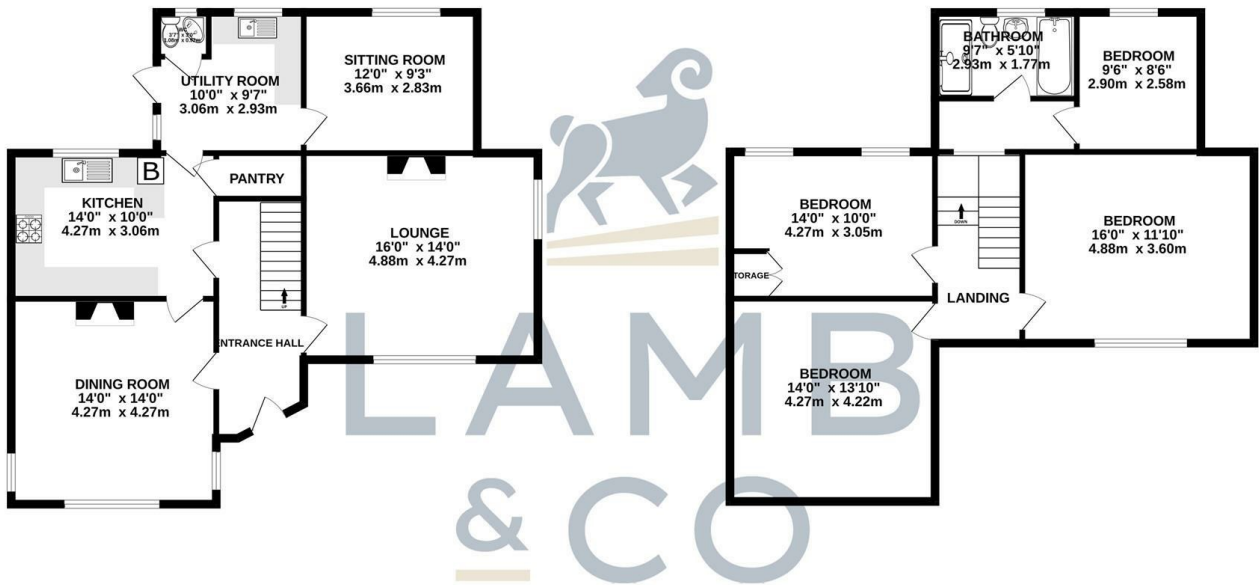 UTILITY ROOM
10'0" x 9'7"
3.06m x 2.93m
SITTING ROOM
12'0" x 9'3"
3.66m x 2.83m
B
PANTRY
KITCHEN
14'0" x 10'0"
4.27m x 3.06m
LOUNGE
16'0" x 14'0"
4.88m x 4.27m
UP
ENTRANCE HALL
DINING ROOM
14'0" x 14'0"
4.27m x 4.27m
BATHROOM
9'7" x 5'10"
2.93m x 1.77m
BEDROOM
9'6" x 8'6"
2.90m x 2.58m
BEDROOM
14'0" x 10'0"
4.27m x 3.05m
DOWN
BEDROOM
16'0" x 11'10"
4.88m x 3.60m
TORAGE
LANDING
BEDROOM
14'0" x 13'10"
4.27m x 4.22m
LAMB
& CO